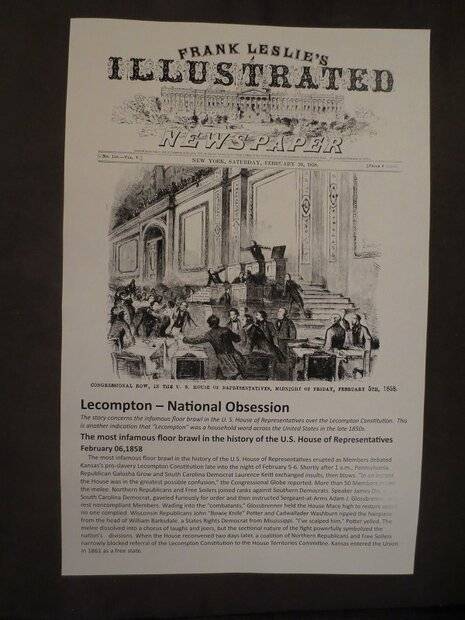 FRANK LESLIE'S
ILLUSTRATED
NEWSPAPER
NEW YORK, SATURDAY, FEBRUARY 20, 1858.
CONGRESSIONAL ROW, IN THE U. S. HOUSE OF REPRESENTATIVES, MIDNIGHT OF FRIDAY, FEBRUARY 5TH, 1858.
Lecompton – National Obsession
The story concerns the infamous floor brawl in the U. S. House of Representatives over the Lecompton Constitution. This
is another indication that "Lecompton" was a household word across the United States in the late 1850s.
The most infamous floor brawl in the history of the U.S. House of Representatives
February 06,1858
The most infamous floor brawl in the history of the U.S. House of Representatives erupted as Members debated
Kansas's pro-slavery Lecompton Constitution late into the night of February 5-6. Shortly after 1 a.m., Pennsylvania
Republican Galusha Grow and South Carolina Democrat Laurence Keitt exchanged insults, then blows. "In an instant
the House was in the greatest possible confusion," the Congressional Globe reported. More than 50 Members
the melee. Northern Republicans and Free Soilers joined ranks against Southern Democrats. Speaker James
South Carolina Democrat, gaveled furiously for order and then instructed Sergeant-at-Arms Adam J. Glossbrenner
rest noncompliant Members. Wading into the "combatants," Glossbrenner held the House Mace high to restore
no one complied. Wisconsin Republicans John "Bowie Knife" Potter and Cadwallader Washburn ripped the hairpiece
from the head of William Barksdale, a States Rights Democrat from Mississippi. "I've scalped him," Potter yelled. The
melee dissolved into a chorus of laughs and jeers, but the sectional nature of the fight powerfully symbolized the
nation's divisions. When the House reconvened two days later, a coalition of Northern Republicans and Free Soilers
narrowly blocked referral of the Lecompton Constitution to the House Territories Committee. Kansas entered the Union
in 1861 as a free state.